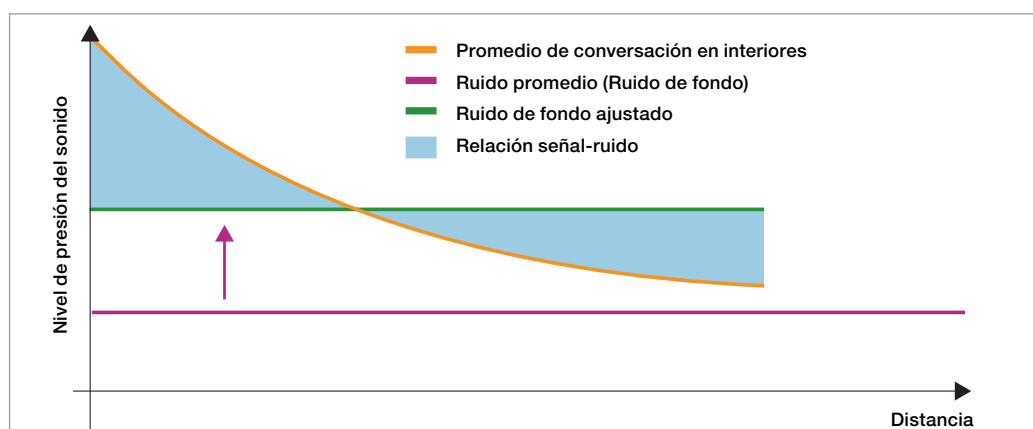 Promedio de conversación en interiores
Ruido promedio (Ruido de fondo)
Ruido de fondo ajustado
Relación señal-ruido
Nivel de presión del sonido
Distancia